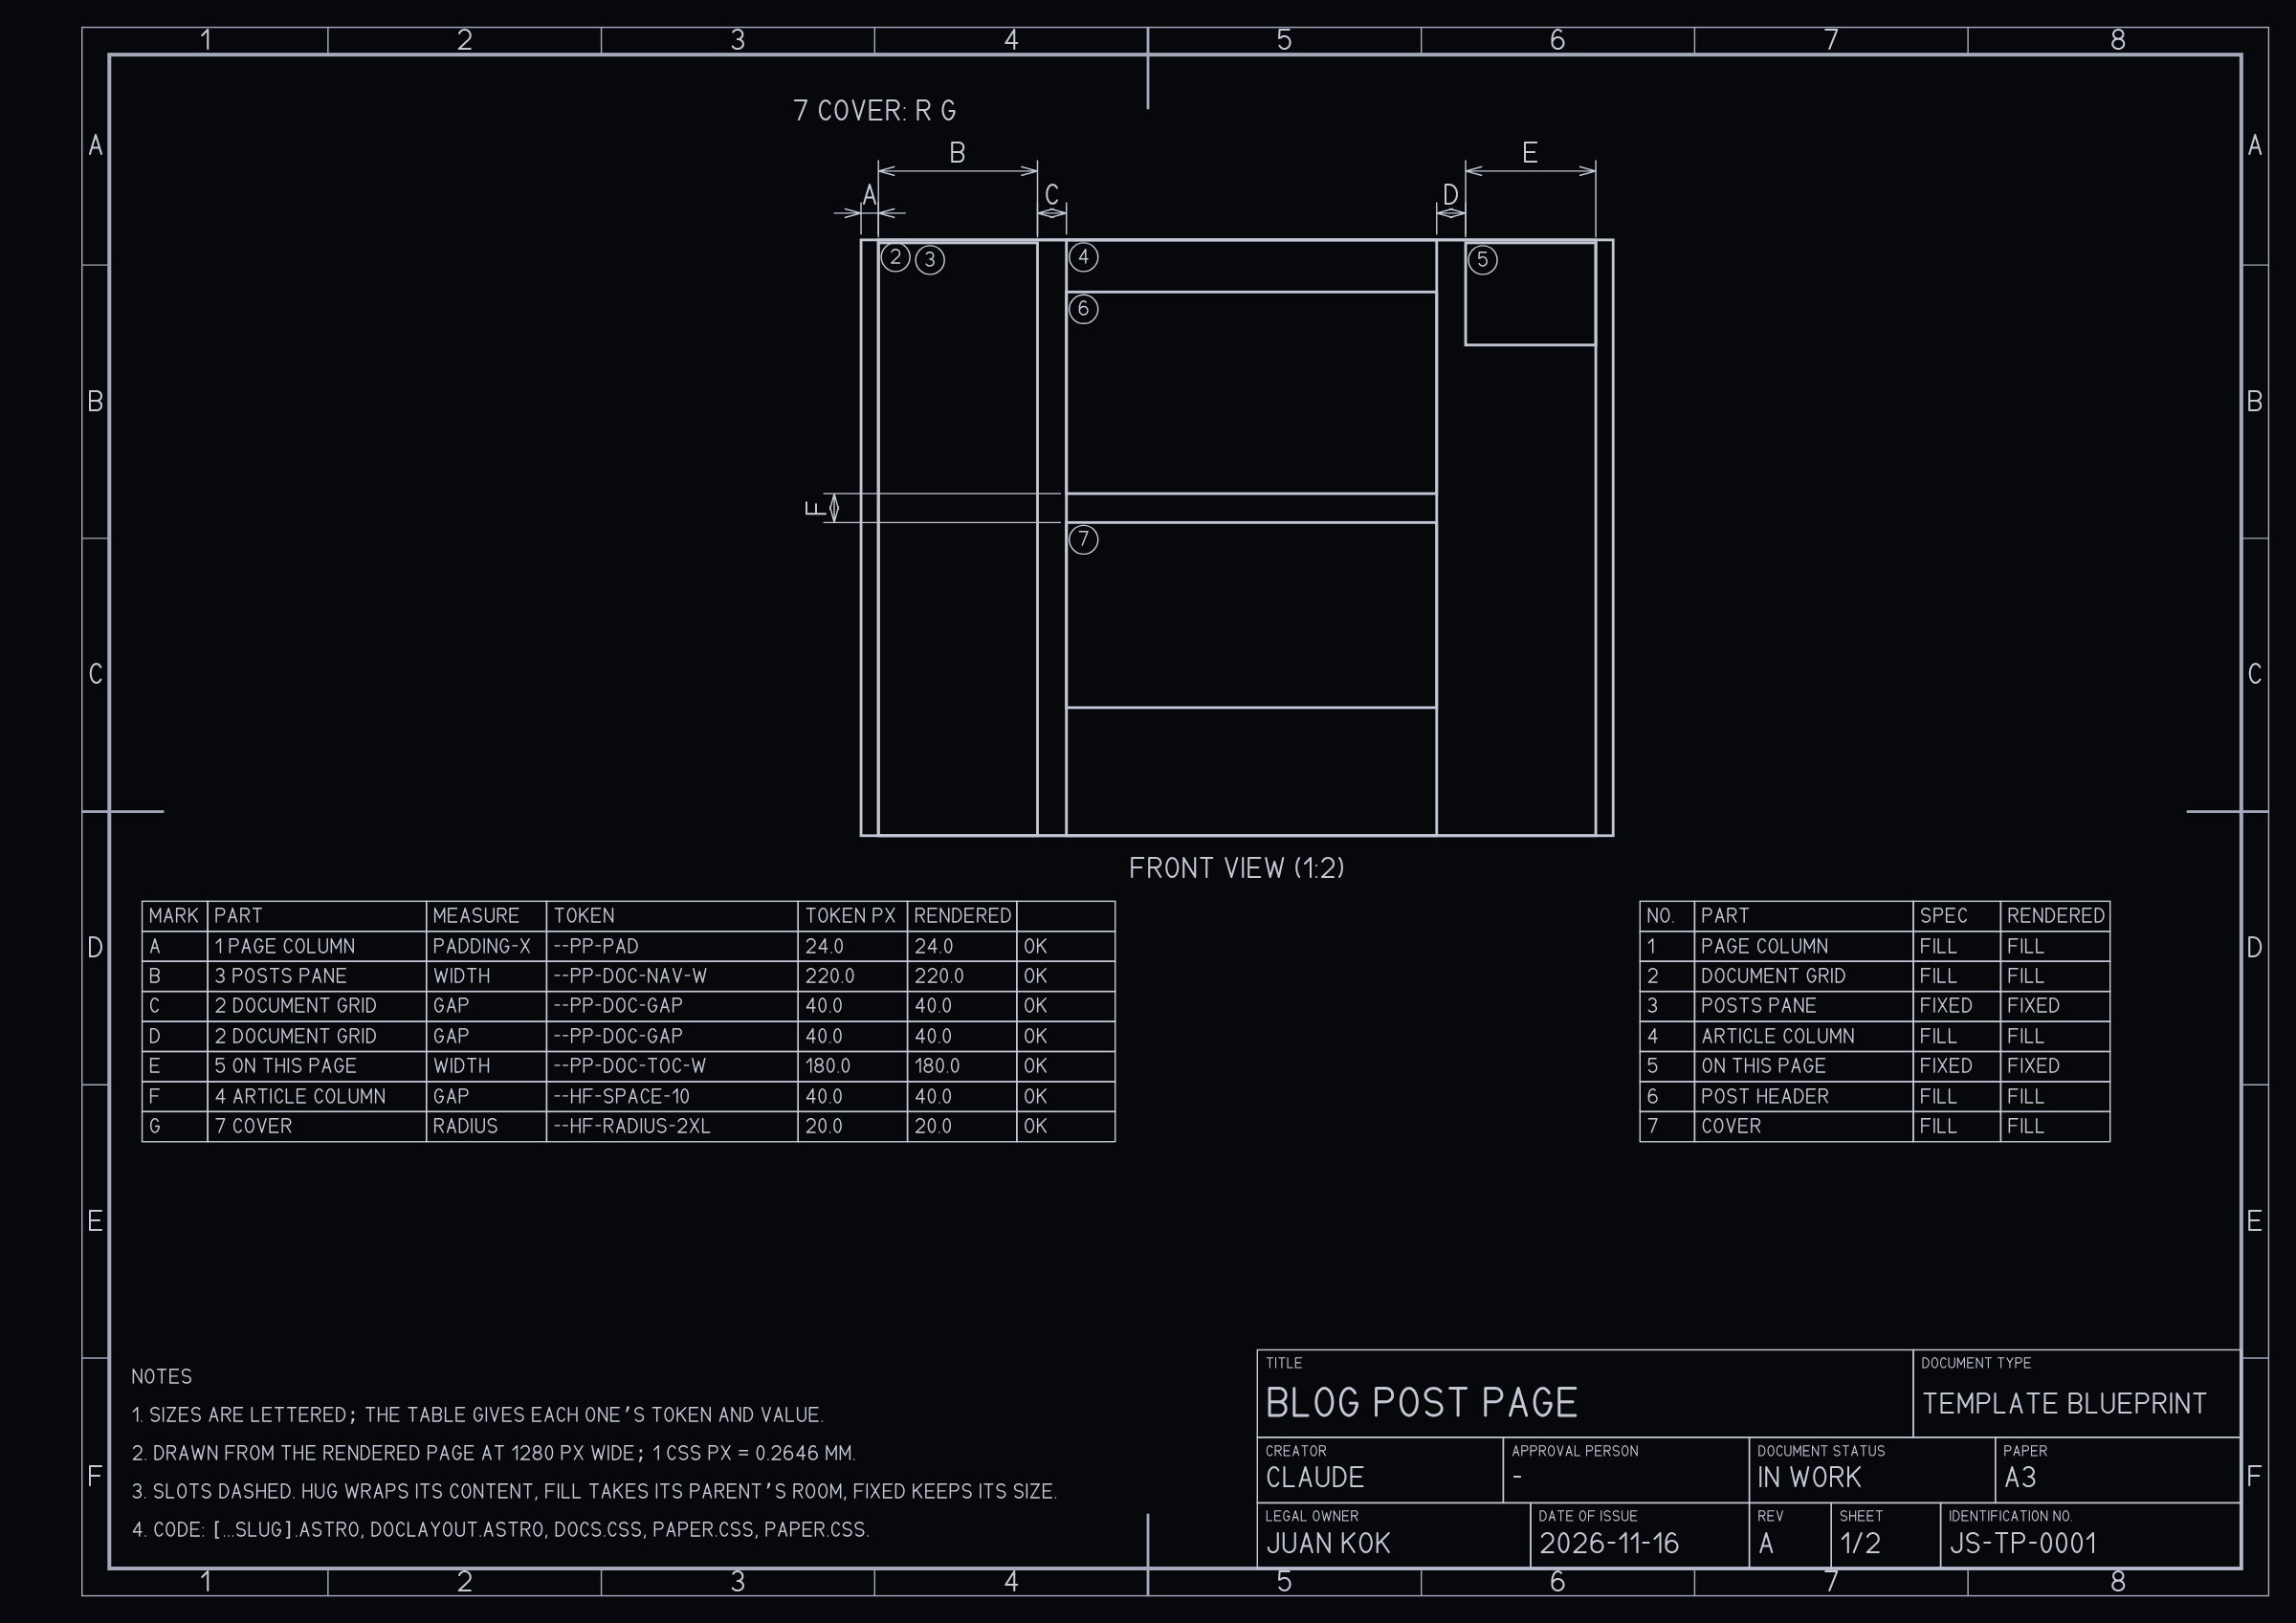 1 2 3 4 5 6 7 8
7 COVER: R G
A A
B E
A C D
2 3 4 5
6
B B
F
7
C C
FRONT VIEW (1:2)
MARK PART MEASURE TOKEN TOKEN PX RENDERED
A 1 PAGE COLUMN PADDING-X --PP-PAD 24.0 24.0 OK
B 3 POSTS PANE WIDTH --PP-DOC-NAV-W 220.0 220.0 OK
C 2 DOCUMENT GRID GAP --PP-DOC-GAP 40.0 40.0 OK
D 2 DOCUMENT GRID GAP --PP-DOC-GAP 40.0 40.0 OK
E 5 ON THIS PAGE WIDTH --PP-DOC-TOC-W 180.0 180.0 OK
F 4 ARTICLE COLUMN GAP --HF-SPACE-10 40.0 40.0 OK
G 7 COVER RADIUS --HF-RADIUS-2XL 20.0 20.0 OK
NO. PART SPEC RENDERED
1 PAGE COLUMN FILL FILL
2 DOCUMENT GRID FILL FILL
3 POSTS PANE FIXED FIXED
4 ARTICLE COLUMN FILL FILL
5 ON THIS PAGE FIXED FIXED
6 POST HEADER FILL FILL
7 COVER FILL FILL
D D
E E
NOTES
1. SIZES ARE LETTERED; THE TABLE GIVES EACH ONE'S TOKEN AND VALUE.
2. DRAWN FROM THE RENDERED PAGE AT 1280 PX WIDE; 1 CSS PX = 0.2646 MM.
3. SLOTS DASHED. HUG WRAPS ITS CONTENT, FILL TAKES ITS PARENT'S ROOM, FIXED KEEPS ITS SIZE.
4. CODE: [...SLUG].ASTRO, DOCLAYOUT.ASTRO, DOCS.CSS, PAPER.CSS, PAPER.CSS.
TITLE
BLOG POST PAGE
DOCUMENT TYPE
TEMPLATE BLUEPRINT
CREATOR
CLAUDE
APPROVAL PERSON
-
DOCUMENT STATUS
IN WORK
PAPER
A3
LEGAL OWNER
JUAN KOK
DATE OF ISSUE
2026-11-16
REV
A
SHEET
1/2
IDENTIFICATION NO.
JS-TP-0001
F F
1 2 3 4 5 6 7 8